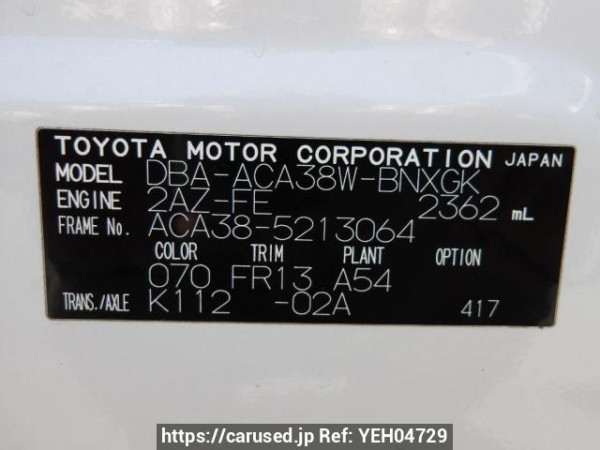 TOYOTA MOTOR CORPORATION JAPAN
MODEL DBA-ACA38W-BNXGK
ENGINE 2AZ-FE 2362 mL
FRAME No. ACA38-5213064
COLOR TRIM PLANT OPTION
070 FR13 A54
TRANS./AXLE K112 -02A 417
https://carused.jp Ref: YEH04729